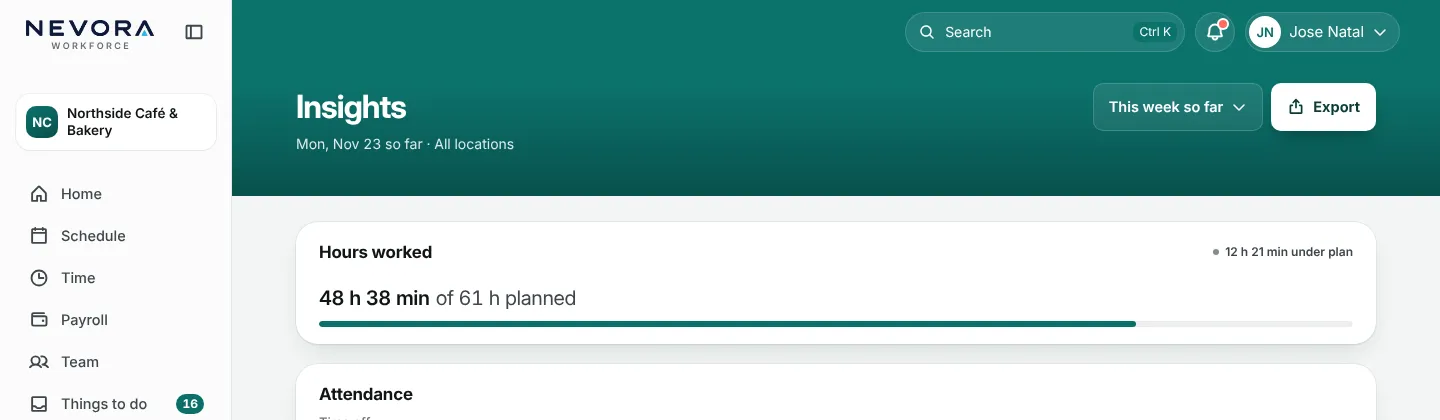 NEVORA
WORKFORCE
Search
Ctrl K
JN
Jose Natal
NC
Northside Café &
Bakery
Insights
Mon, Nov 23 so far · All locations
This week so far
Export
Home
Schedule
Time
Payroll
Team
Things to do
16
Hours worked
12 h 21 min under plan
48 h 38 min of 61 h planned
Attendance